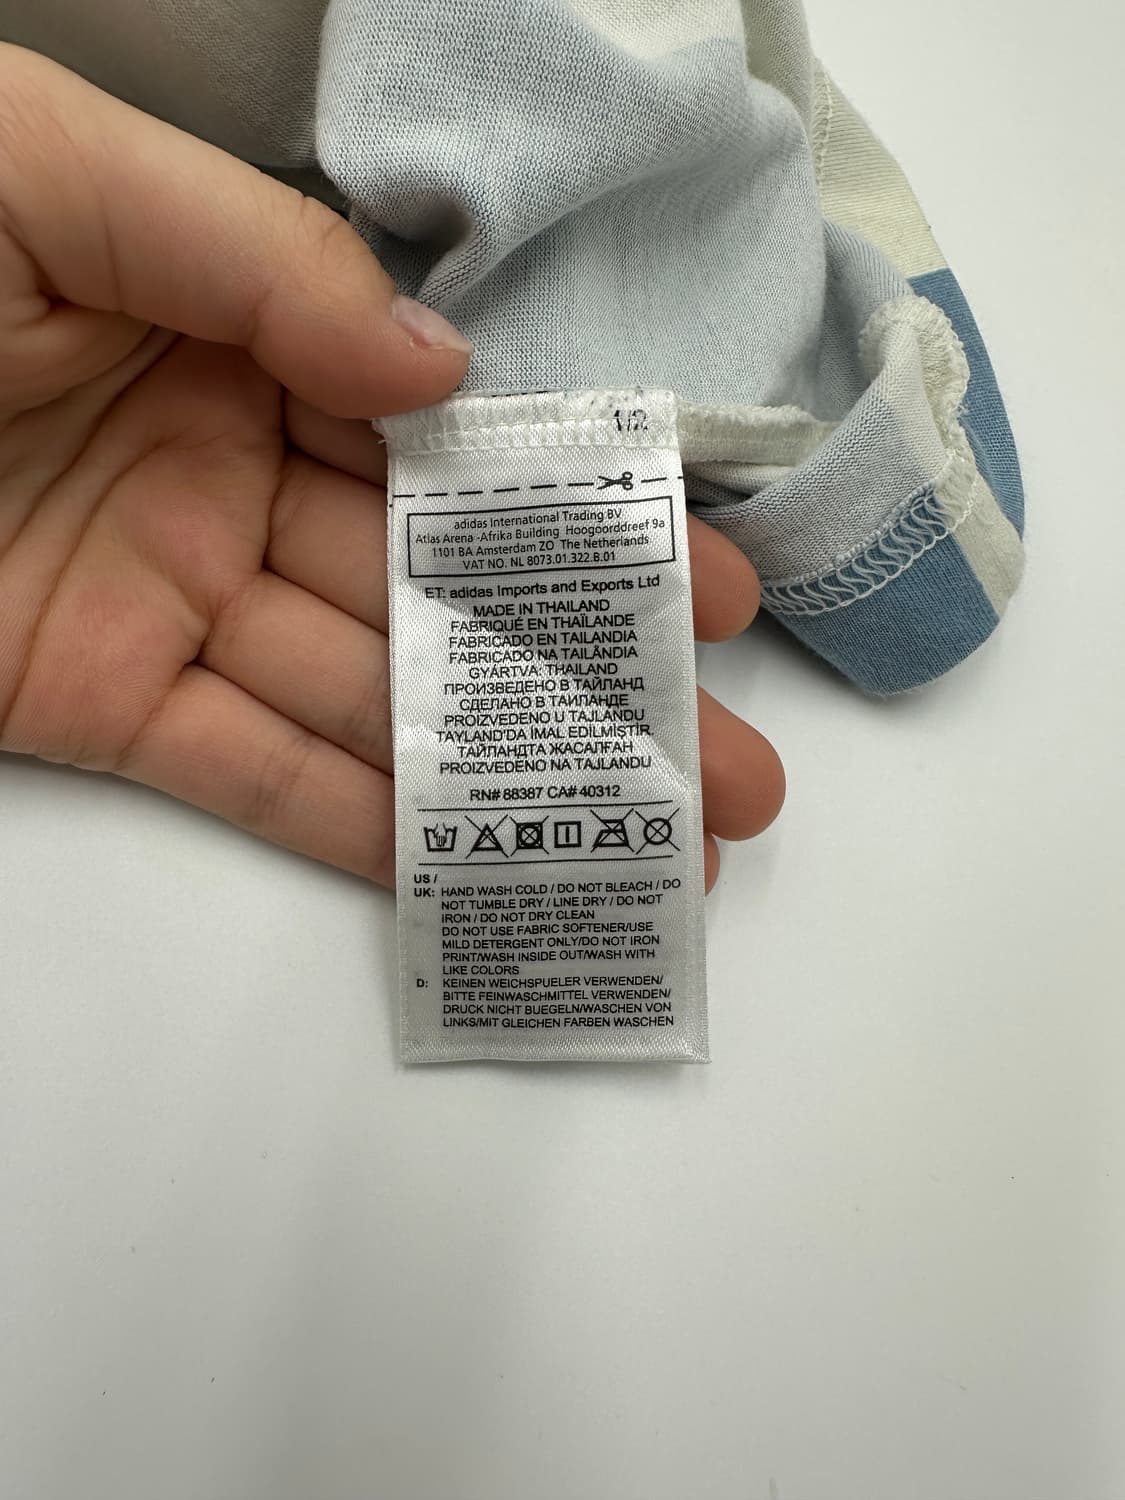 1/2
adidas International Trading BV
Atlas Arena -Afrika Building Hoogoorddreef 9a
1101 BA Amsterdam ZO The Netherlands
VAT NO. NL 8073.01.322.B.01
ET: adidas Imports and Exports Ltd
MADE IN THAILAND
FABRIQUÉ EN THAÏLANDE
FABRICADO EN TAILANDIA
FABRICADO NA TAILÂNDIA
GYÁRTVA: THAILAND
ПРОИЗВЕДЕНО В ТАЙЛАНД
СДЕЛАНО В ТАИЛАНДЕ
PROIZVEDENO U TAJLANDU
TAYLAND'DA İMAL EDİLMİŞTİR.
ТАЙЛАНДТА ЖАСАЛҒАН
PROIZVEDENO NA TAJLANDU
RN# 88387 CA# 40312
US /
UK: HAND WASH COLD / DO NOT BLEACH / DO
NOT TUMBLE DRY / LINE DRY / DO NOT
IRON / DO NOT DRY CLEAN
DO NOT USE FABRIC SOFTENER/USE
MILD DETERGENT ONLY/DO NOT IRON
PRINT/WASH INSIDE OUT/WASH WITH
LIKE COLORS
D: KEINEN WEICHSPUELER VERWENDEN/
BITTE FEINWASCHMITTEL VERWENDEN/
DRUCK NICHT BUEGELN/WASCHEN VON
LINKS/MIT GLEICHEN FARBEN WASCHEN